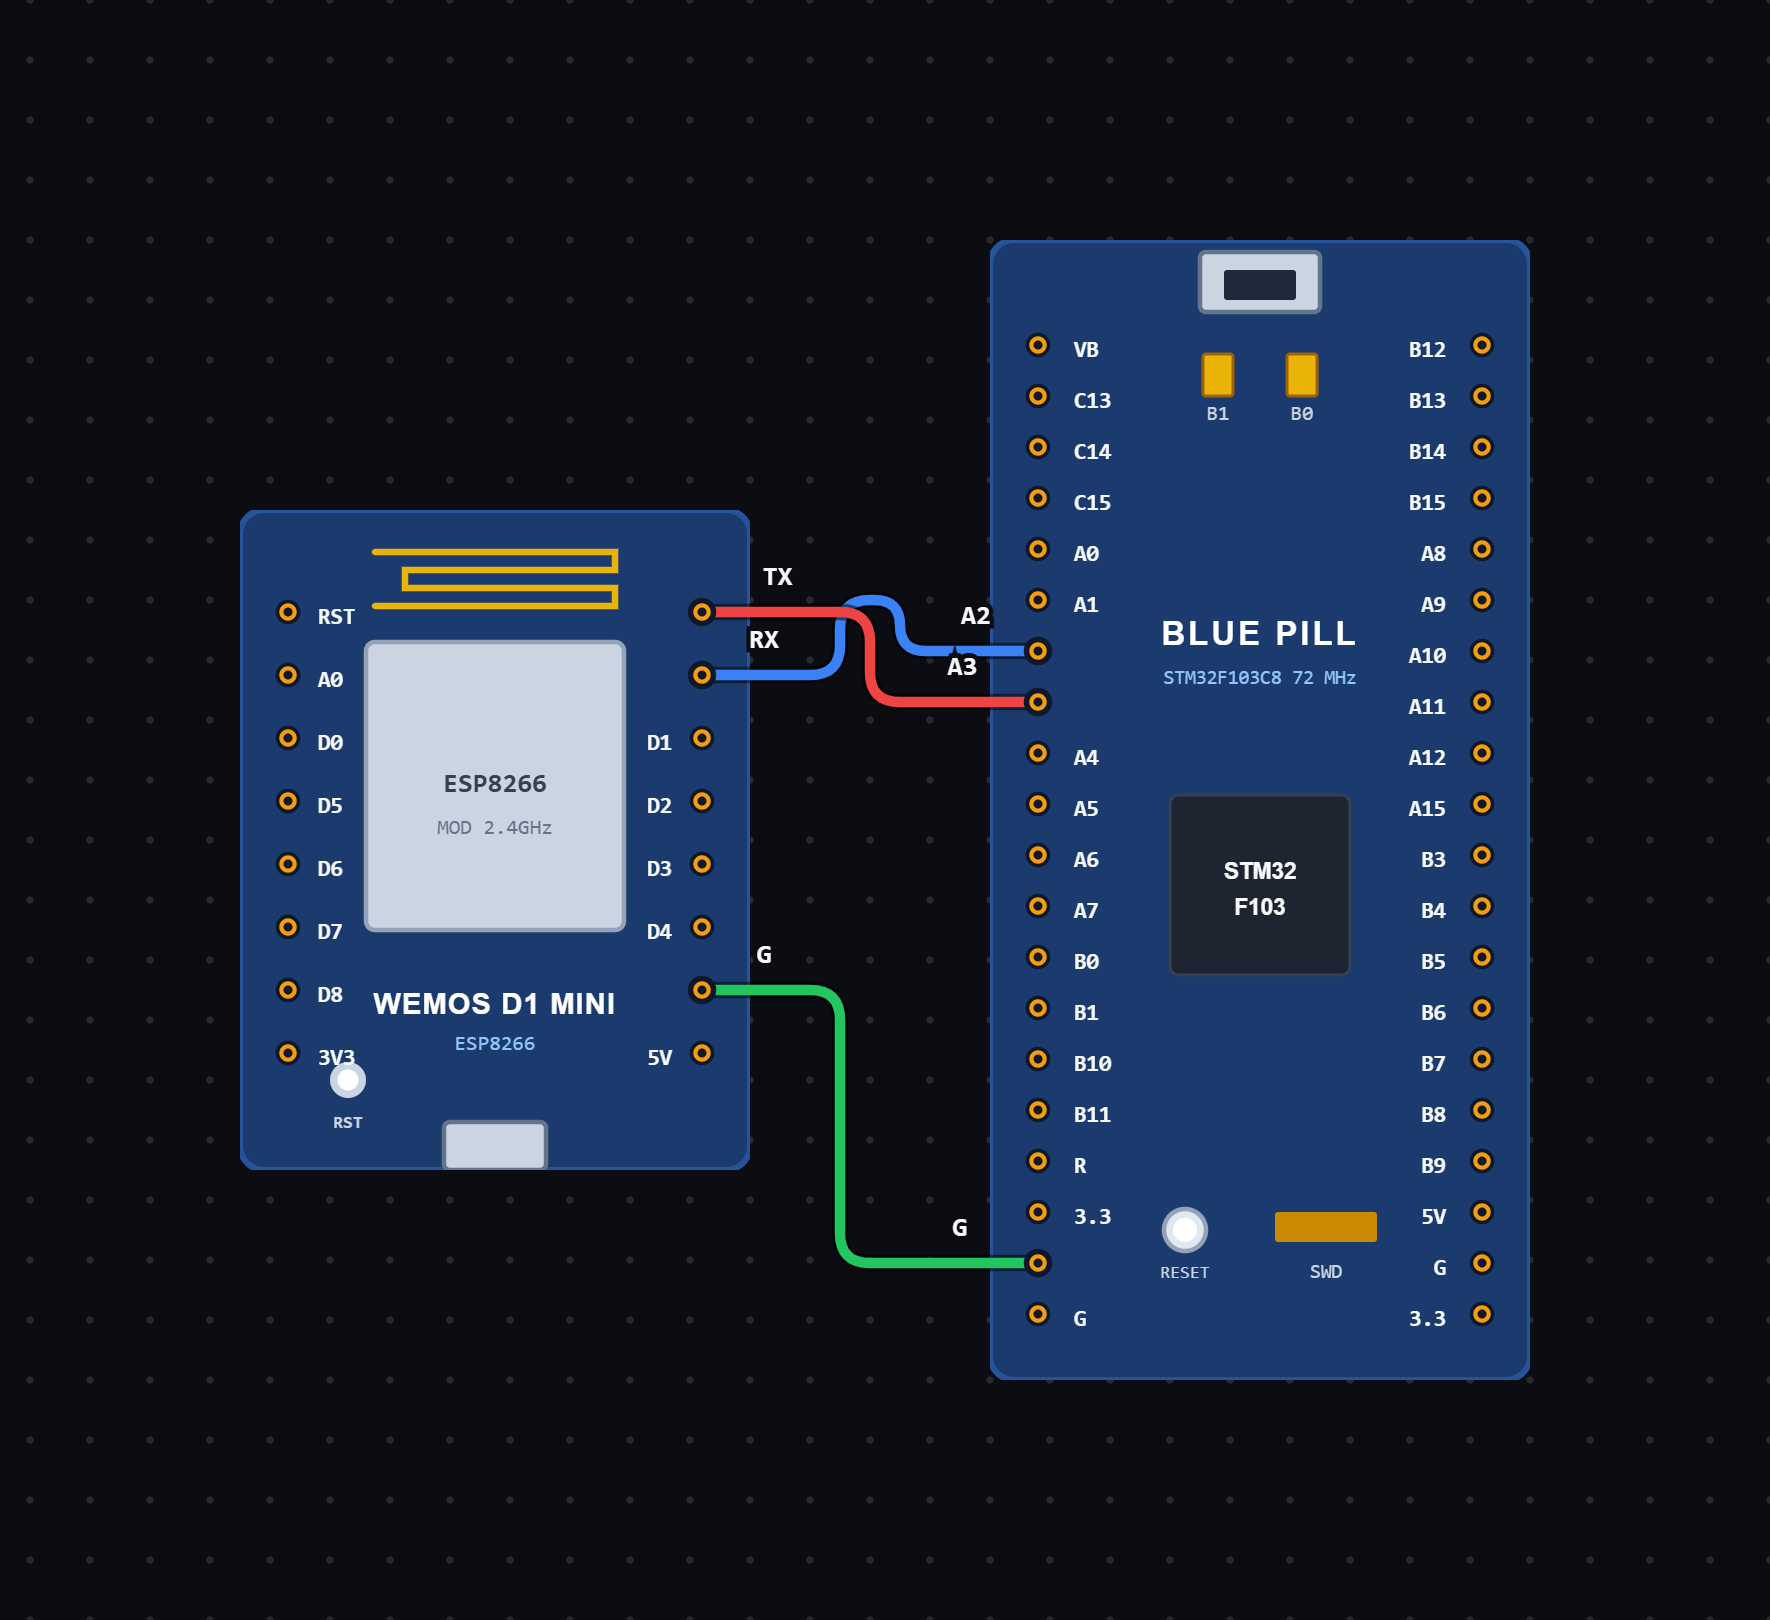 VB
B12
C13
B13
B1
B0
C14
B14
C15
B15
A0
A8
A1
A9
TX
A2
RST
BLUE PILL
RX
A3
A10
A0
STM32F103C8 72 MHz
A11
D0
D1
A4
A12
ESP8266
D5
D2
A5
A15
MOD 2.4GHz
D6
D3
A6
B3
STM32
F103
D7
D4
A7
B4
G
B0
B5
D8
WEMOS D1 MINI
B1
B6
ESP8266
3V3
5V
B10
B7
RST
B11
B8
R
B9
3.3
5V
G
RESET
SWD
G
G
3.3